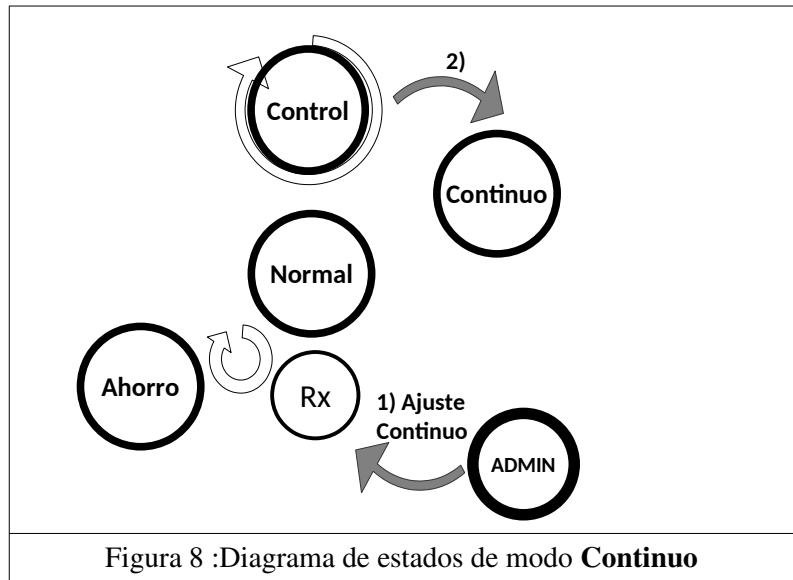 2)
Control
Continuo
Normal
Ahorro
Rx
1) Ajuste
Continuo
ADMIN
Figura 8 :Diagrama de estados de modo Continuo